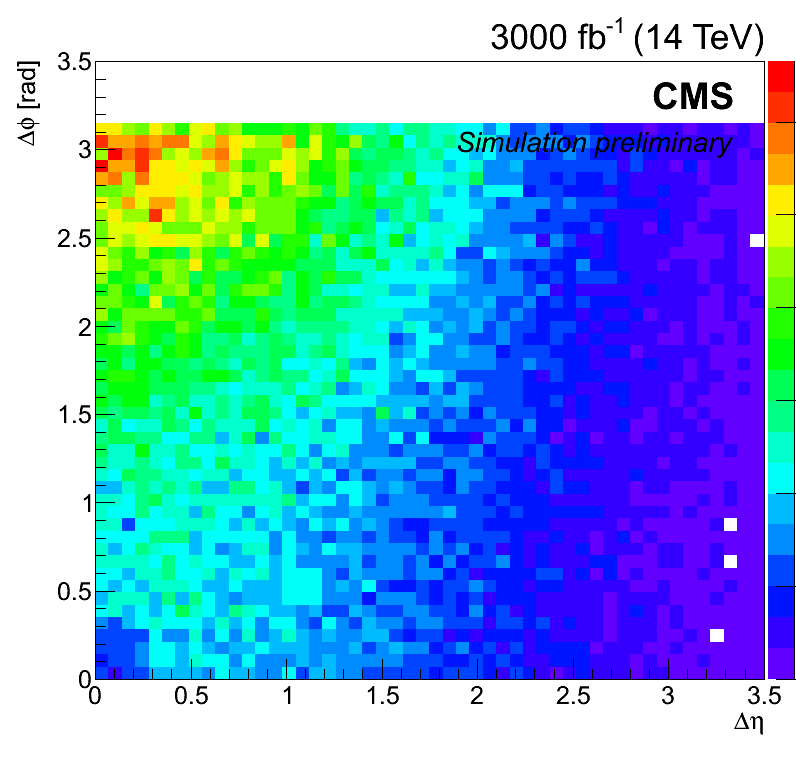 3000 fb⁻¹ (14 TeV)
CMS
Simulation preliminary
Δϕ [rad]
3.5
3
2.5
2
1.5
1
0.5
0
0 0.5 1 1.5 2 2.5 3 3.5
Δη